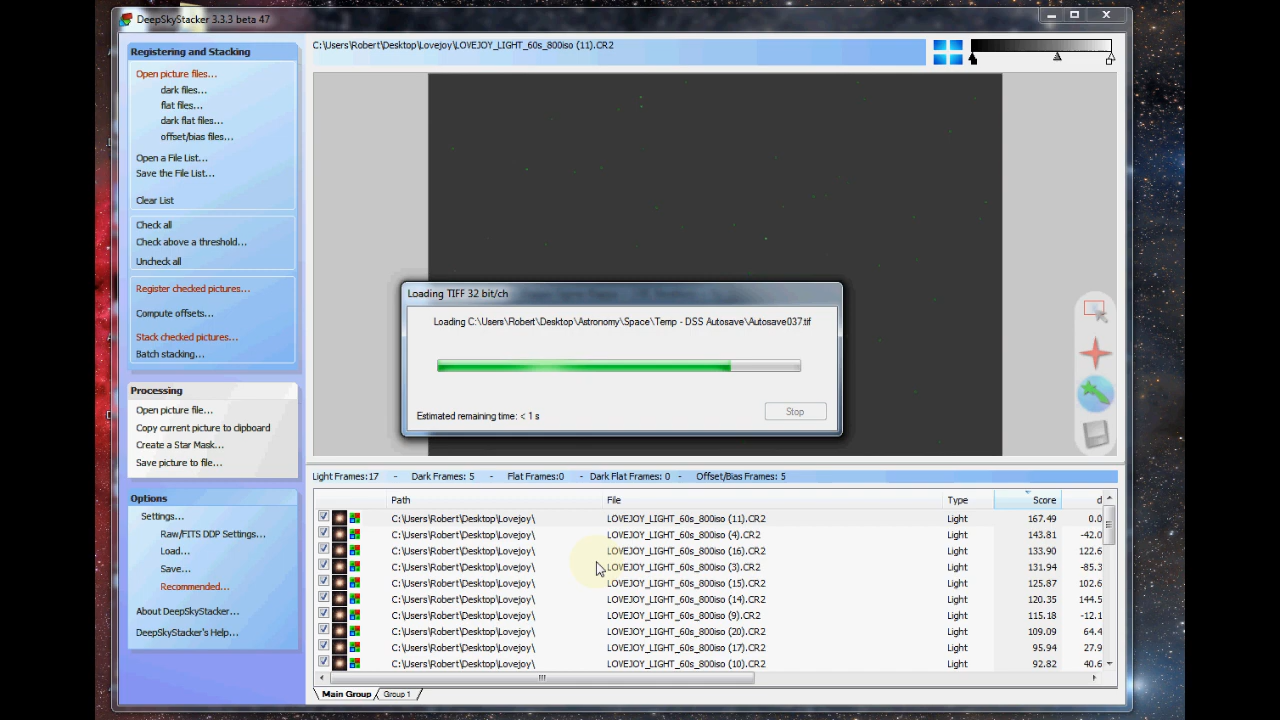 DeepSkyStacker 3.3.3 beta 47
Registering and Stacking
Open picture files...
dark files...
flat files...
dark flat files...
offset/bias files...
Open a File List...
Save the File List...
Clear List
Check all
Check above a threshold...
Uncheck all
Register checked pictures...
Compute offsets...
Stack checked pictures...
Batch stacking...
Processing
Open picture file...
Copy current picture to clipboard
Create a Star Mask...
Save picture to file...
Options
Settings...
Raw/FITS DDP Settings...
Load...
Save...
Recommended...
About DeepSkyStacker...
DeepSkyStacker's Help...
C:\Users\Robert\Desktop\Lovejoy\LOVEJOY_LIGHT_60s_800iso (11).CR2
Loading TIFF 32 bit/ch
Loading C:\Users\Robert\Desktop\Astronomy\Space\Temp - DSS Autosave\Autosave037.tif
Estimated remaining time: < 1 s
Stop
Light Frames:17 - Dark Frames: 5 - Flat Frames:0 - Dark Flat Frames: 0 - Offset/Bias Frames: 5
Path File Type Score d
C:\Users\Robert\Desktop\Lovejoy\ LOVEJOY_LIGHT_60s_800iso (11).CR2 Light 167.49 0.0
C:\Users\Robert\Desktop\Lovejoy\ LOVEJOY_LIGHT_60s_800iso (4).CR2 Light 143.81 -42.0
C:\Users\Robert\Desktop\Lovejoy\ LOVEJOY_LIGHT_60s_800iso (16).CR2 Light 133.90 122.6
C:\Users\Robert\Desktop\Lovejoy\ LOVEJOY_LIGHT_60s_800iso (3).CR2 Light 131.94 -85.3
C:\Users\Robert\Desktop\Lovejoy\ LOVEJOY_LIGHT_60s_800iso (15).CR2 Light 125.87 102.6
C:\Users\Robert\Desktop\Lovejoy\ LOVEJOY_LIGHT_60s_800iso (14).CR2 Light 120.35 144.5
C:\Users\Robert\Desktop\Lovejoy\ LOVEJOY_LIGHT_60s_800iso (9).CR2 Light 115.18 -12.1
C:\Users\Robert\Desktop\Lovejoy\ LOVEJOY_LIGHT_60s_800iso (20).CR2 Light 109.09 64.4
C:\Users\Robert\Desktop\Lovejoy\ LOVEJOY_LIGHT_60s_800iso (17).CR2 Light 95.94 27.9
C:\Users\Robert\Desktop\Lovejoy\ LOVEJOY_LIGHT_60s_800iso (10).CR2 Light 92.82 40.6
Main Group Group 1